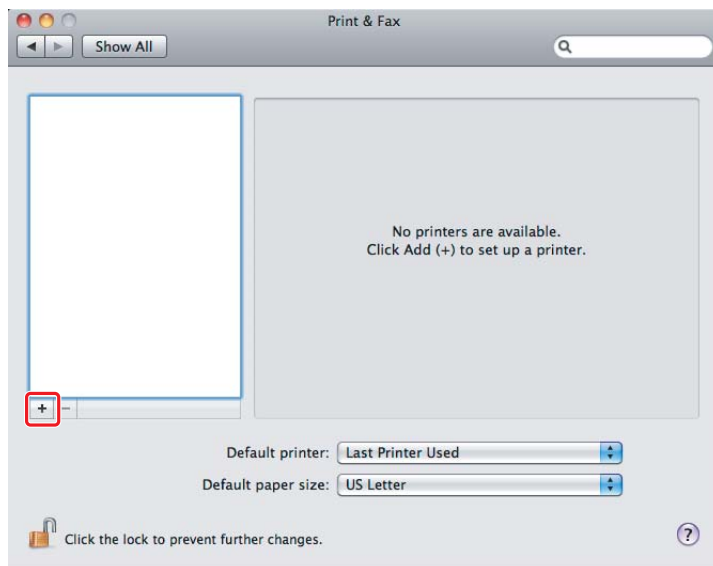 Print & Fax
Show All
No printers are available.
Click Add (+) to set up a printer.
+ –
Default printer: Last Printer Used
Default paper size: US Letter
Click the lock to prevent further changes.
?